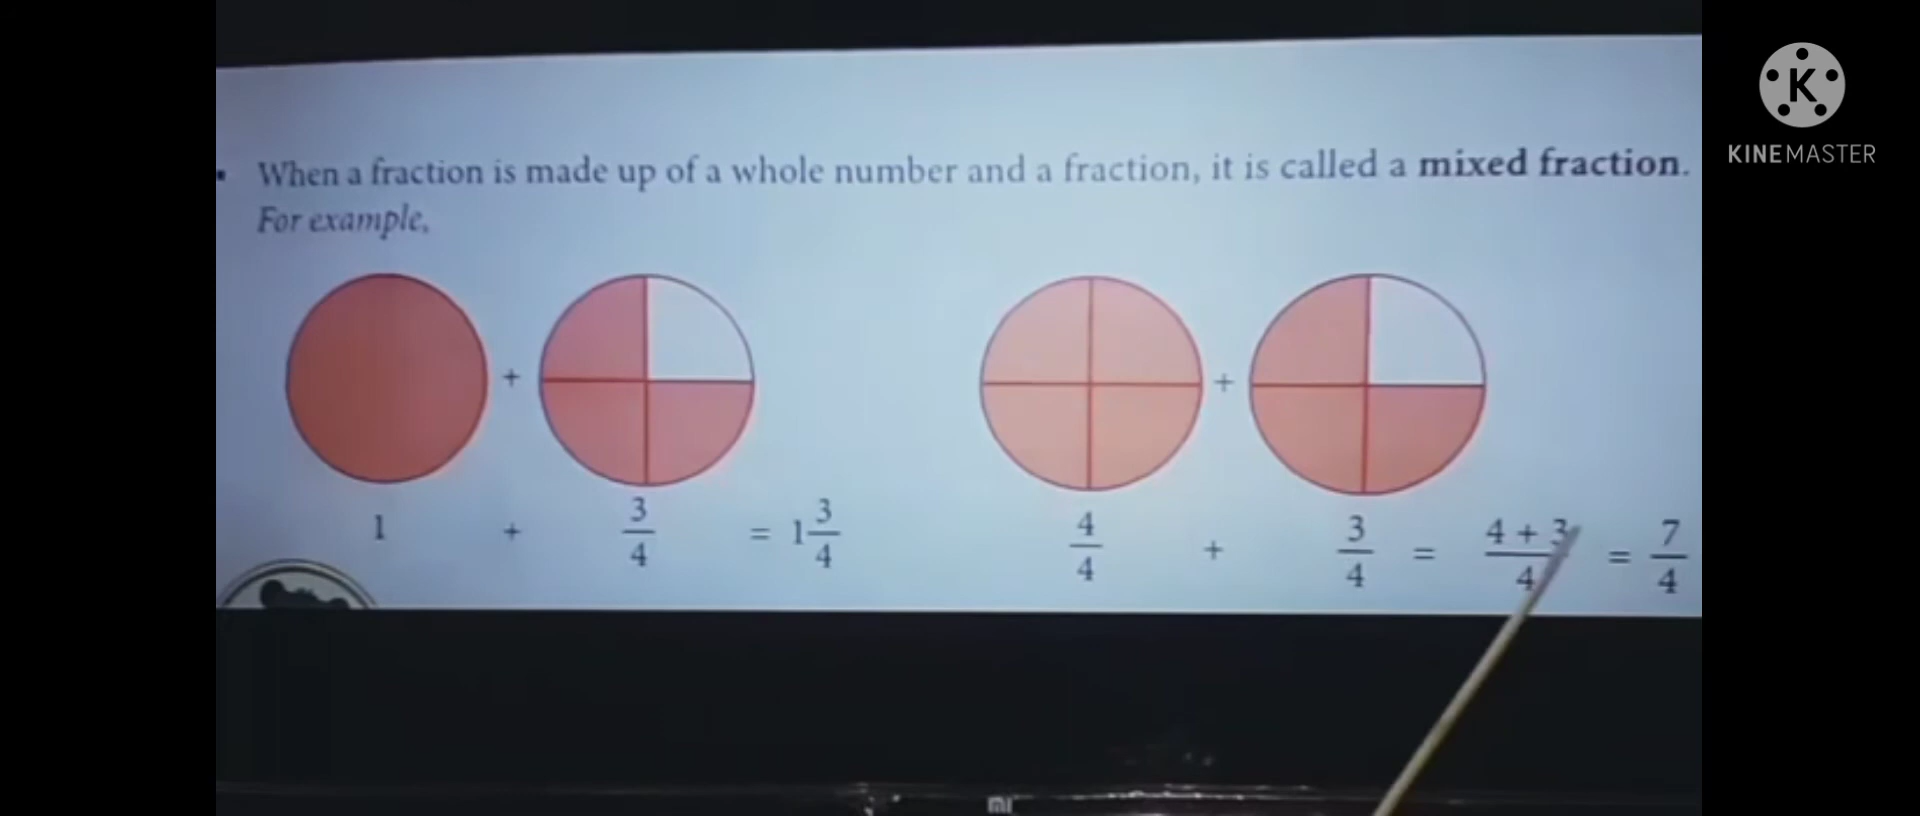 When a fraction is made up of a whole number and a fraction, it is called a mixed fraction.
For example,
+ +
1 + 3/4 = 1 3/4
4/4 + 3/4 = 4 + 3/4 = 7/4
K
KINEMASTER
mi